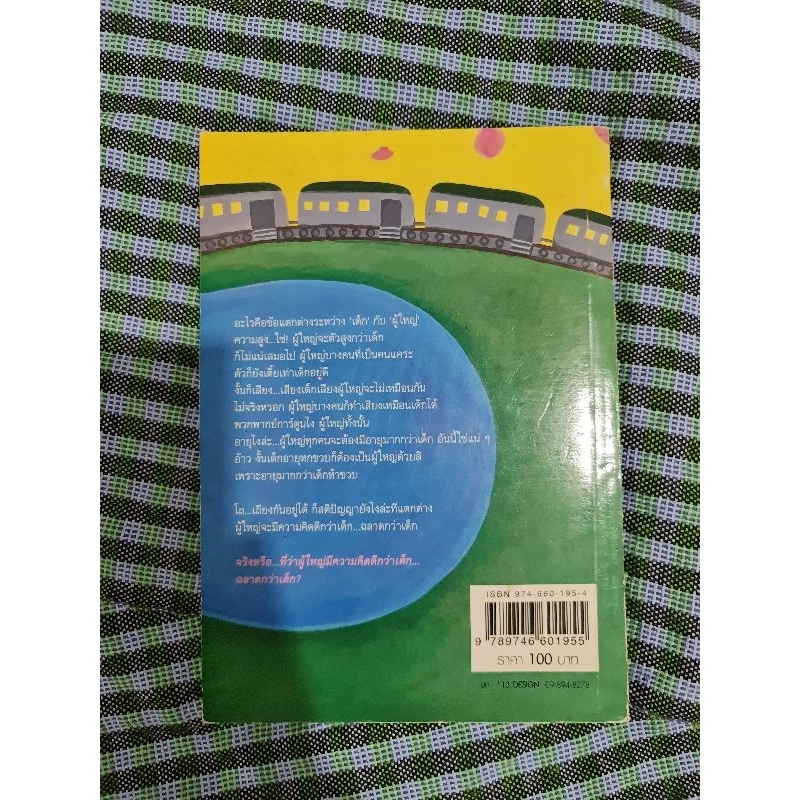 อะไรคือข้อแตกต่างระหว่าง 'เด็ก' กับ 'ผู้ใหญ่'
ความสูง...ใช่! ผู้ใหญ่จะตัวสูงกว่าเด็ก
ก็ไม่แน่เสมอไป ผู้ใหญ่บางคนที่เป็นคนแคระ
ตัวก็ยังเตี้ยเท่าเด็กอยู่ดี
งั้นก็เสียง...เสียงเด็กเสียงผู้ใหญ่จะไม่เหมือนกัน
ไม่จริงหรอก ผู้ใหญ่บางคนก็ทำเสียงเหมือนเด็กได้
พวกพากย์การ์ตูนไง ผู้ใหญ่ทั้งนั้น
อายุไงล่ะ...ผู้ใหญ่ทุกคนจะต้องมีอายุมากกว่าเด็ก อันนี้ใช่แน่ ๆ
อ้าว งั้นเด็กอายุหกขวบก็ต้องเป็นผู้ใหญ่ด้วยสิ
เพราะอายุมากกว่าเด็กห้าขวบ
โถ...เถียงกันอยู่ได้ ก็สติปัญญายังไงล่ะที่แตกต่าง
ผู้ใหญ่จะมีความคิดดีกว่าเด็ก...ฉลาดกว่าเด็ก
จริงหรือ...ที่ว่าผู้ใหญ่มีความคิดดีกว่าเด็ก...
ฉลาดกว่าเด็ก?
ISBN 974-660-195-4
9 789746 601955
ราคา 100 บาท
DESIGN 09-894-8278